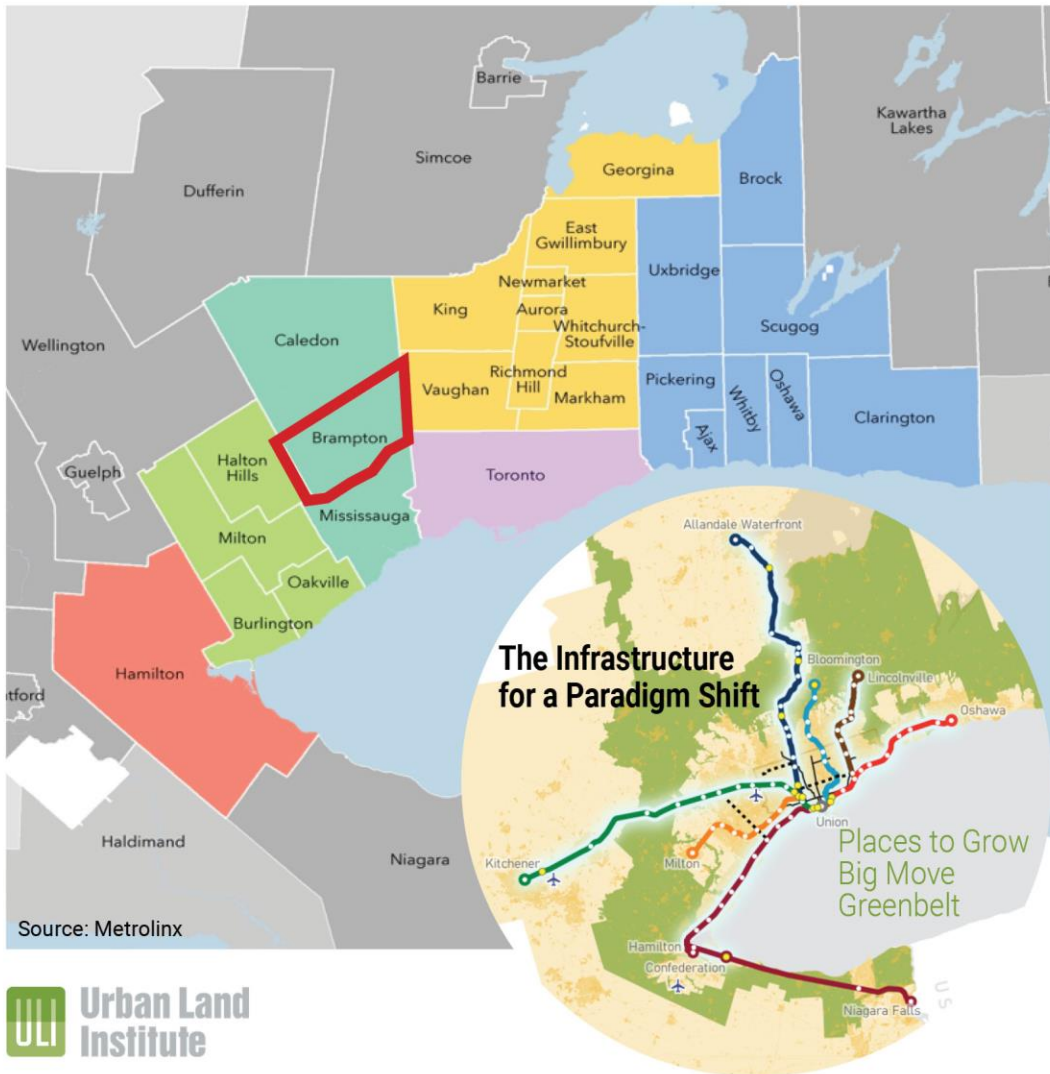 Barrie
Kawartha
Lakes
Simcoe
Georgina
Dufferin
Brock
East
Gwillimbury
Uxbridge
Newmarket
King
Aurora
Scugog
Whitchurch-
Stoufville
Caledon
Wellington
Richmond
Hill
Vaughan
Pickering
Markham
Whitby
Oshawa
Clarington
Ajax
Brampton
Halton
Hills
Guelph
Toronto
Mississauga
Milton
Oakville
Burlington
Hamilton
tford
Haldimand
Niagara
Source: Metrolinx
Allandale Waterfront
The Infrastructure
for a Paradigm Shift
Bloomington
Lincolnville
Oshawa
Union
Kitchener
Milton
Places to Grow
Big Move
Greenbelt
Hamilton
Confederation
Niagara Falls
U S
ULI Urban Land
Institute